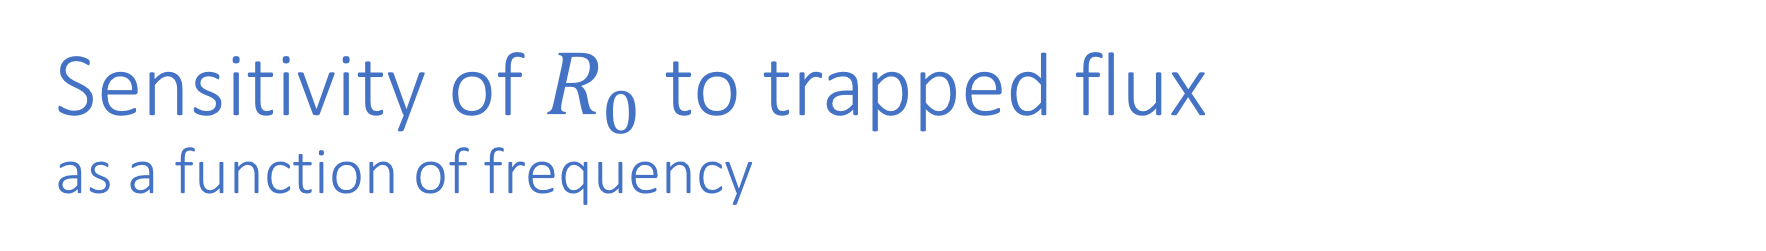 Sensitivity of R₀ to trapped flux
as a function of frequency